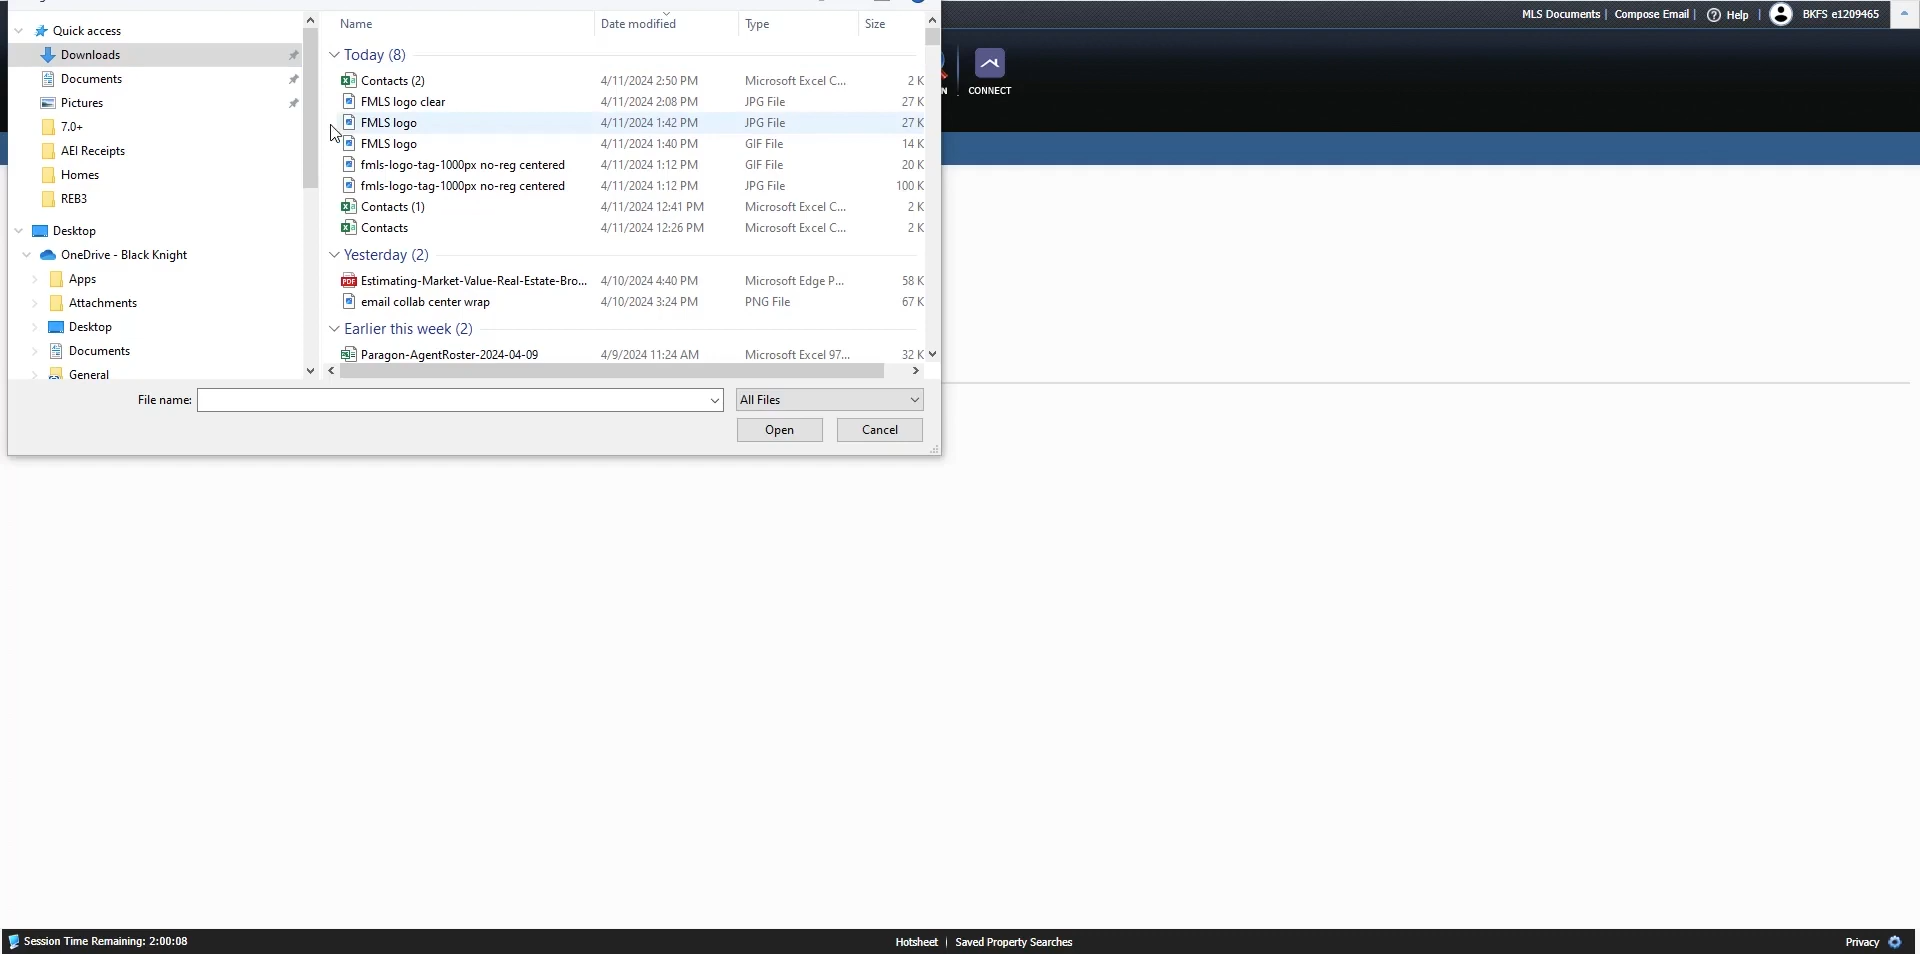 MLS Documents | Compose Email | Help | BKFS e1209465
CONNECT
Quick access
Downloads
Documents
Pictures
7.0+
AEI Receipts
Homes
REB3
Desktop
OneDrive - Black Knight
Apps
Attachments
Desktop
Documents
General
Name Date modified Type Size
Today (8)
Contacts (2) 4/11/2024 2:50 PM Microsoft Excel C... 2 K
FMLS logo clear 4/11/2024 2:08 PM JPG File 27 K
FMLS logo 4/11/2024 1:42 PM JPG File 27 K
FMLS logo 4/11/2024 1:40 PM GIF File 14 K
fmls-logo-tag-1000px no-reg centered 4/11/2024 1:12 PM GIF File 20 K
fmls-logo-tag-1000px no-reg centered 4/11/2024 1:12 PM JPG File 100 K
Contacts (1) 4/11/2024 12:41 PM Microsoft Excel C... 2 K
Contacts 4/11/2024 12:26 PM Microsoft Excel C... 2 K
Yesterday (2)
Estimating-Market-Value-Real-Estate-Bro... 4/10/2024 4:40 PM Microsoft Edge P... 58 K
email collab center wrap 4/10/2024 3:24 PM PNG File 67 K
Earlier this week (2)
Paragon-AgentRoster-2024-04-09 4/9/2024 11:24 AM Microsoft Excel 97... 32 K
File name: All Files
Open Cancel
Session Time Remaining: 2:00:08 Hotsheet | Saved Property Searches Privacy